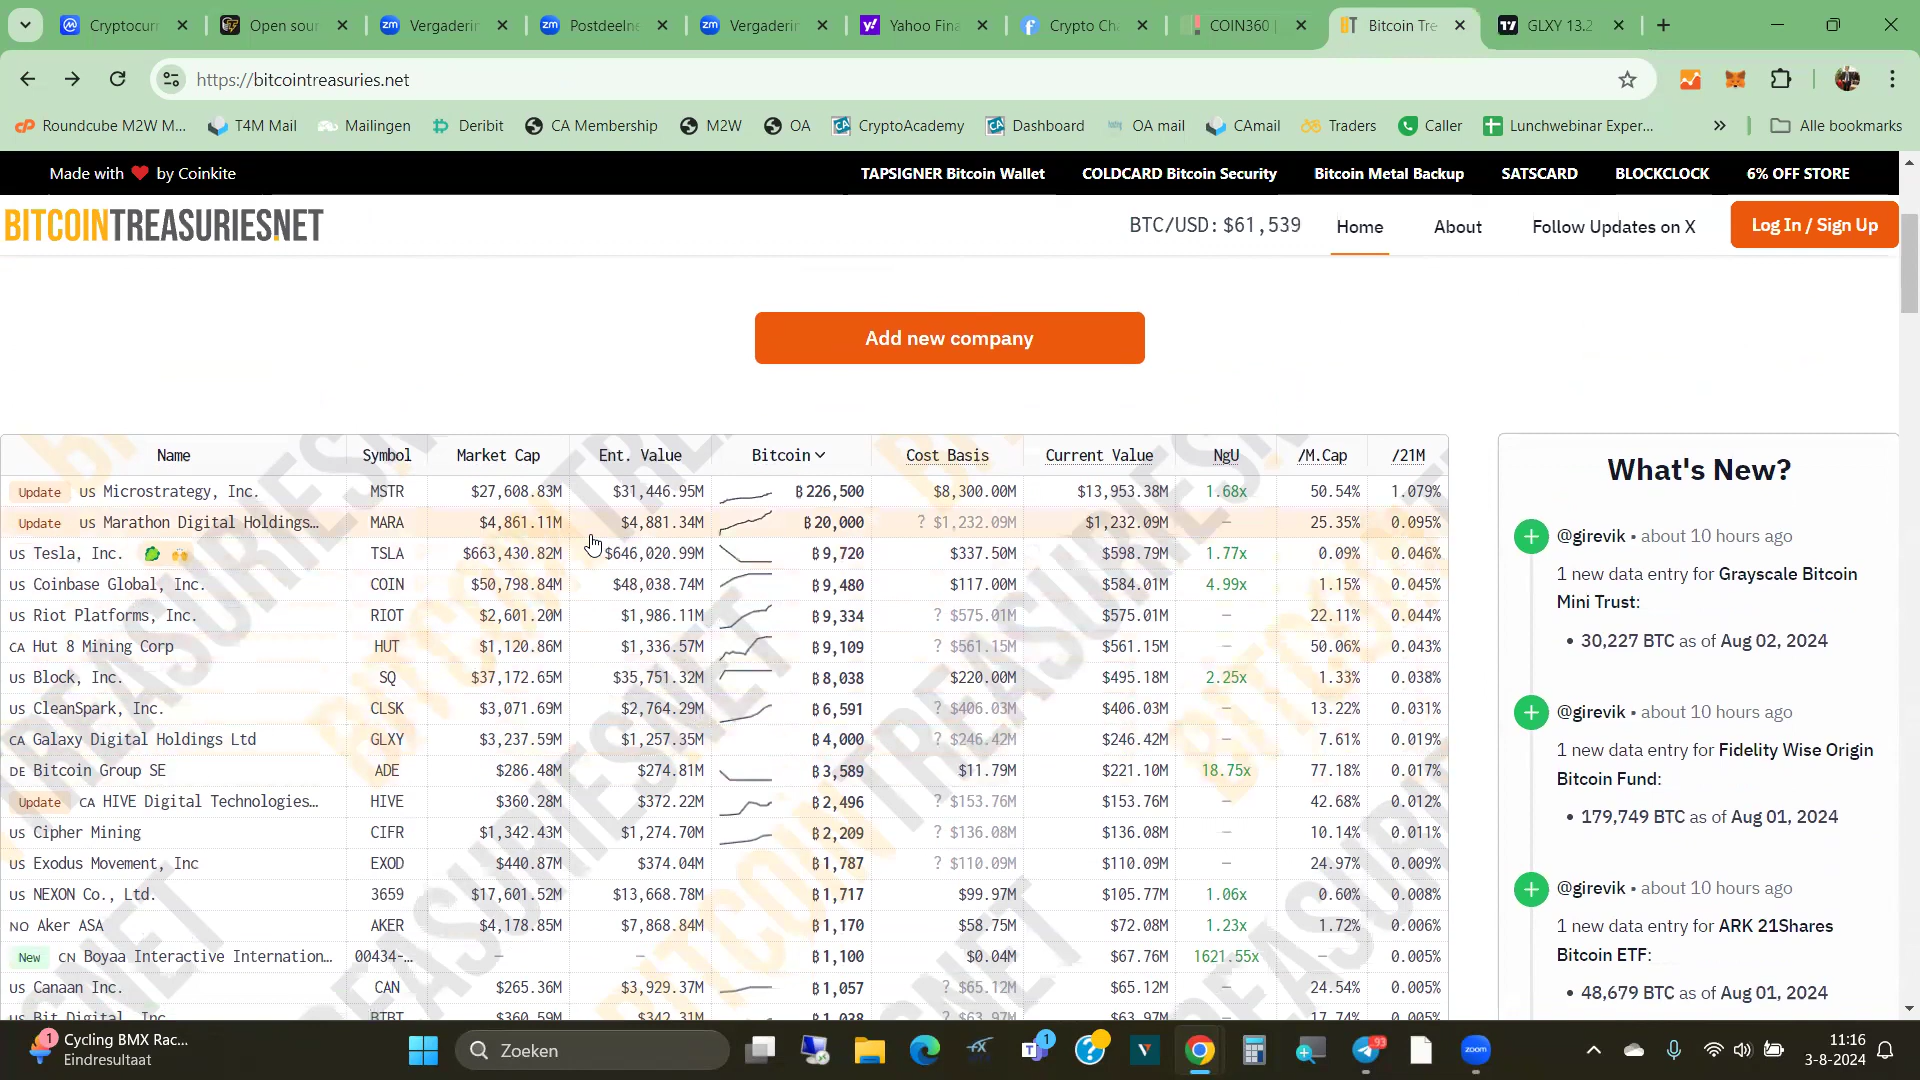 Cryptocurr
Open sour
Vergaderin
Postdeelne
Vergaderin
Yahoo Fina
Crypto Cha
COIN360 |
Bitcoin Tre
GLXY 13.2
https://bitcointreasuries.net
Roundcube M2W M...
T4M Mail
Mailingen
Deribit
CA Membership
M2W
OA
CryptoAcademy
Dashboard
OA mail
CAmail
Traders
Caller
Lunchwebinar Exper...
Alle bookmarks
Made with ❤ by Coinkite
TAPSIGNER Bitcoin Wallet
COLDCARD Bitcoin Security
Bitcoin Metal Backup
SATSCARD
BLOCKCLOCK
6% OFF STORE
BITCOINTREASURIES.NET
BTC/USD: $61,539
Home
About
Follow Updates on X
Log In / Sign Up
Add new company
Name Symbol Market Cap Ent. Value Bitcoin Cost Basis Current Value NgU /M.Cap /21M
Update US Microstrategy, Inc. MSTR $27,608.83M $31,446.95M ₿226,500 $8,300.00M $13,953.38M 1.68x 50.54% 1.079%
Update US Marathon Digital Holdings... MARA $4,861.11M $4,881.34M ₿20,000 ? $1,232.09M $1,232.09M — 25.35% 0.095%
US Tesla, Inc. TSLA $663,430.82M $646,020.99M ₿9,720 $337.50M $598.79M 1.77x 0.09% 0.046%
US Coinbase Global, Inc. COIN $50,798.84M $48,038.74M ₿9,480 $117.00M $584.01M 4.99x 1.15% 0.045%
US Riot Platforms, Inc. RIOT $2,601.20M $1,986.11M ₿9,334 ? $575.01M $575.01M — 22.11% 0.044%
CA Hut 8 Mining Corp HUT $1,120.86M $1,336.57M ₿9,109 ? $561.15M $561.15M — 50.06% 0.043%
US Block, Inc. SQ $37,172.65M $35,751.32M ₿8,038 $220.00M $495.18M 2.25x 1.33% 0.038%
US CleanSpark, Inc. CLSK $3,071.69M $2,764.29M ₿6,591 ? $406.03M $406.03M — 13.22% 0.031%
CA Galaxy Digital Holdings Ltd GLXY $3,237.59M $1,257.35M ₿4,000 ? $246.42M $246.42M — 7.61% 0.019%
DE Bitcoin Group SE ADE $286.48M $274.81M ₿3,589 $11.79M $221.10M 18.75x 77.18% 0.017%
Update CA HIVE Digital Technologies... HIVE $360.28M $372.22M ₿2,496 ? $153.76M $153.76M — 42.68% 0.012%
US Cipher Mining CIFR $1,342.43M $1,274.70M ₿2,209 ? $136.08M $136.08M — 10.14% 0.011%
US Exodus Movement, Inc EXOD $440.87M $374.04M ₿1,787 ? $110.09M $110.09M — 24.97% 0.009%
US NEXON Co., Ltd. 3659 $17,601.52M $13,668.78M ₿1,717 $99.97M $105.77M 1.06x 0.60% 0.008%
NO Aker ASA AKER $4,178.85M $7,868.84M ₿1,170 $58.75M $72.08M 1.23x 1.72% 0.006%
New CN Boyaa Interactive Internation... 00434-... — — ₿1,100 $0.04M $67.76M 1621.55x — 0.005%
US Canaan Inc. CAN $265.36M $3,929.37M ₿1,057 ? $65.12M $65.12M — 24.54% 0.005%
US Bit Digital, Inc. BTBT $360.59M $342.31M ₿1,038 ? $63.97M $63.97M — 17.74% 0.005%
What's New?
@girevik • about 10 hours ago
1 new data entry for Grayscale Bitcoin
Mini Trust:
• 30,227 BTC as of Aug 02, 2024
@girevik • about 10 hours ago
1 new data entry for Fidelity Wise Origin
Bitcoin Fund:
• 179,749 BTC as of Aug 01, 2024
@girevik • about 10 hours ago
1 new data entry for ARK 21Shares
Bitcoin ETF:
• 48,679 BTC as of Aug 01, 2024
1
Cycling BMX Rac...
Eindresultaat
Zoeken
1
93
zoom
11:16
3-8-2024